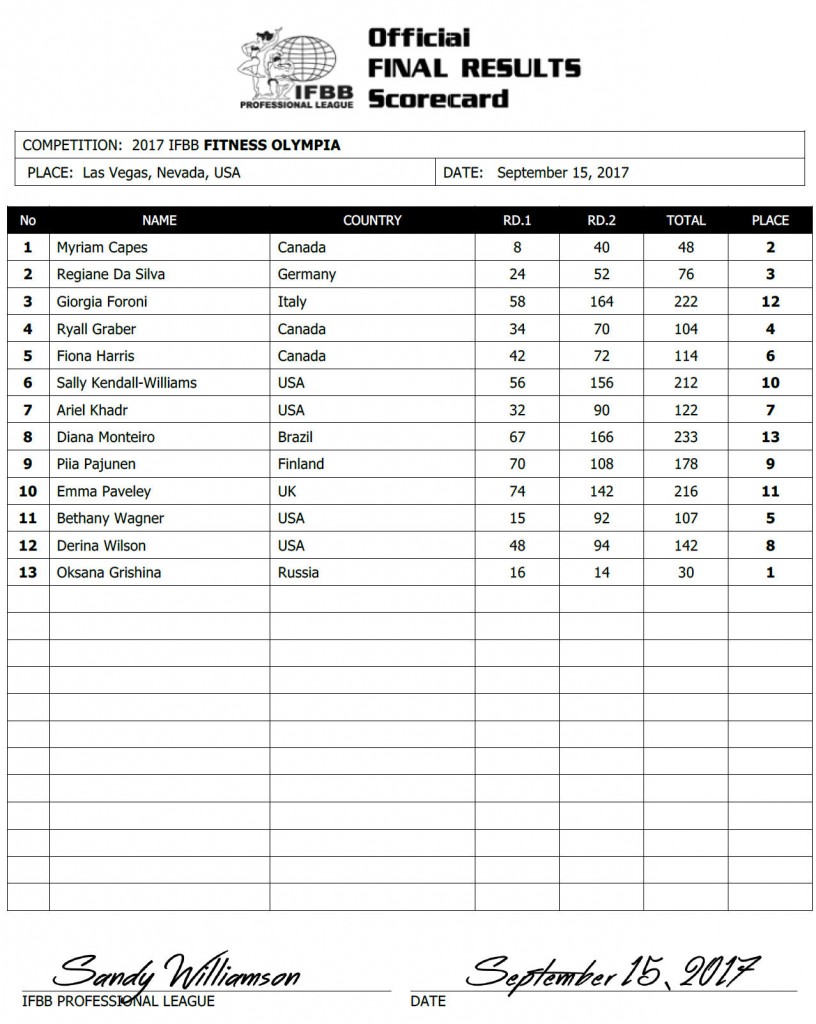 IFBB
PROFESSIONAL LEAGUE
Official
FINAL RESULTS
Scorecard
COMPETITION: 2017 IFBB FITNESS OLYMPIA
PLACE: Las Vegas, Nevada, USA DATE: September 15, 2017
No NAME COUNTRY RD.1 RD.2 TOTAL PLACE
1 Myriam Capes Canada 8 40 48 2
2 Regiane Da Silva Germany 24 52 76 3
3 Giorgia Foroni Italy 58 164 222 12
4 Ryall Graber Canada 34 70 104 4
5 Fiona Harris Canada 42 72 114 6
6 Sally Kendall-Williams USA 56 156 212 10
7 Ariel Khadr USA 32 90 122 7
8 Diana Monteiro Brazil 67 166 233 13
9 Piia Pajunen Finland 70 108 178 9
10 Emma Paveley UK 74 142 216 11
11 Bethany Wagner USA 15 92 107 5
12 Derina Wilson USA 48 94 142 8
13 Oksana Grishina Russia 16 14 30 1
Sandy Williamson September 15, 2017
IFBB PROFESSIONAL LEAGUE DATE